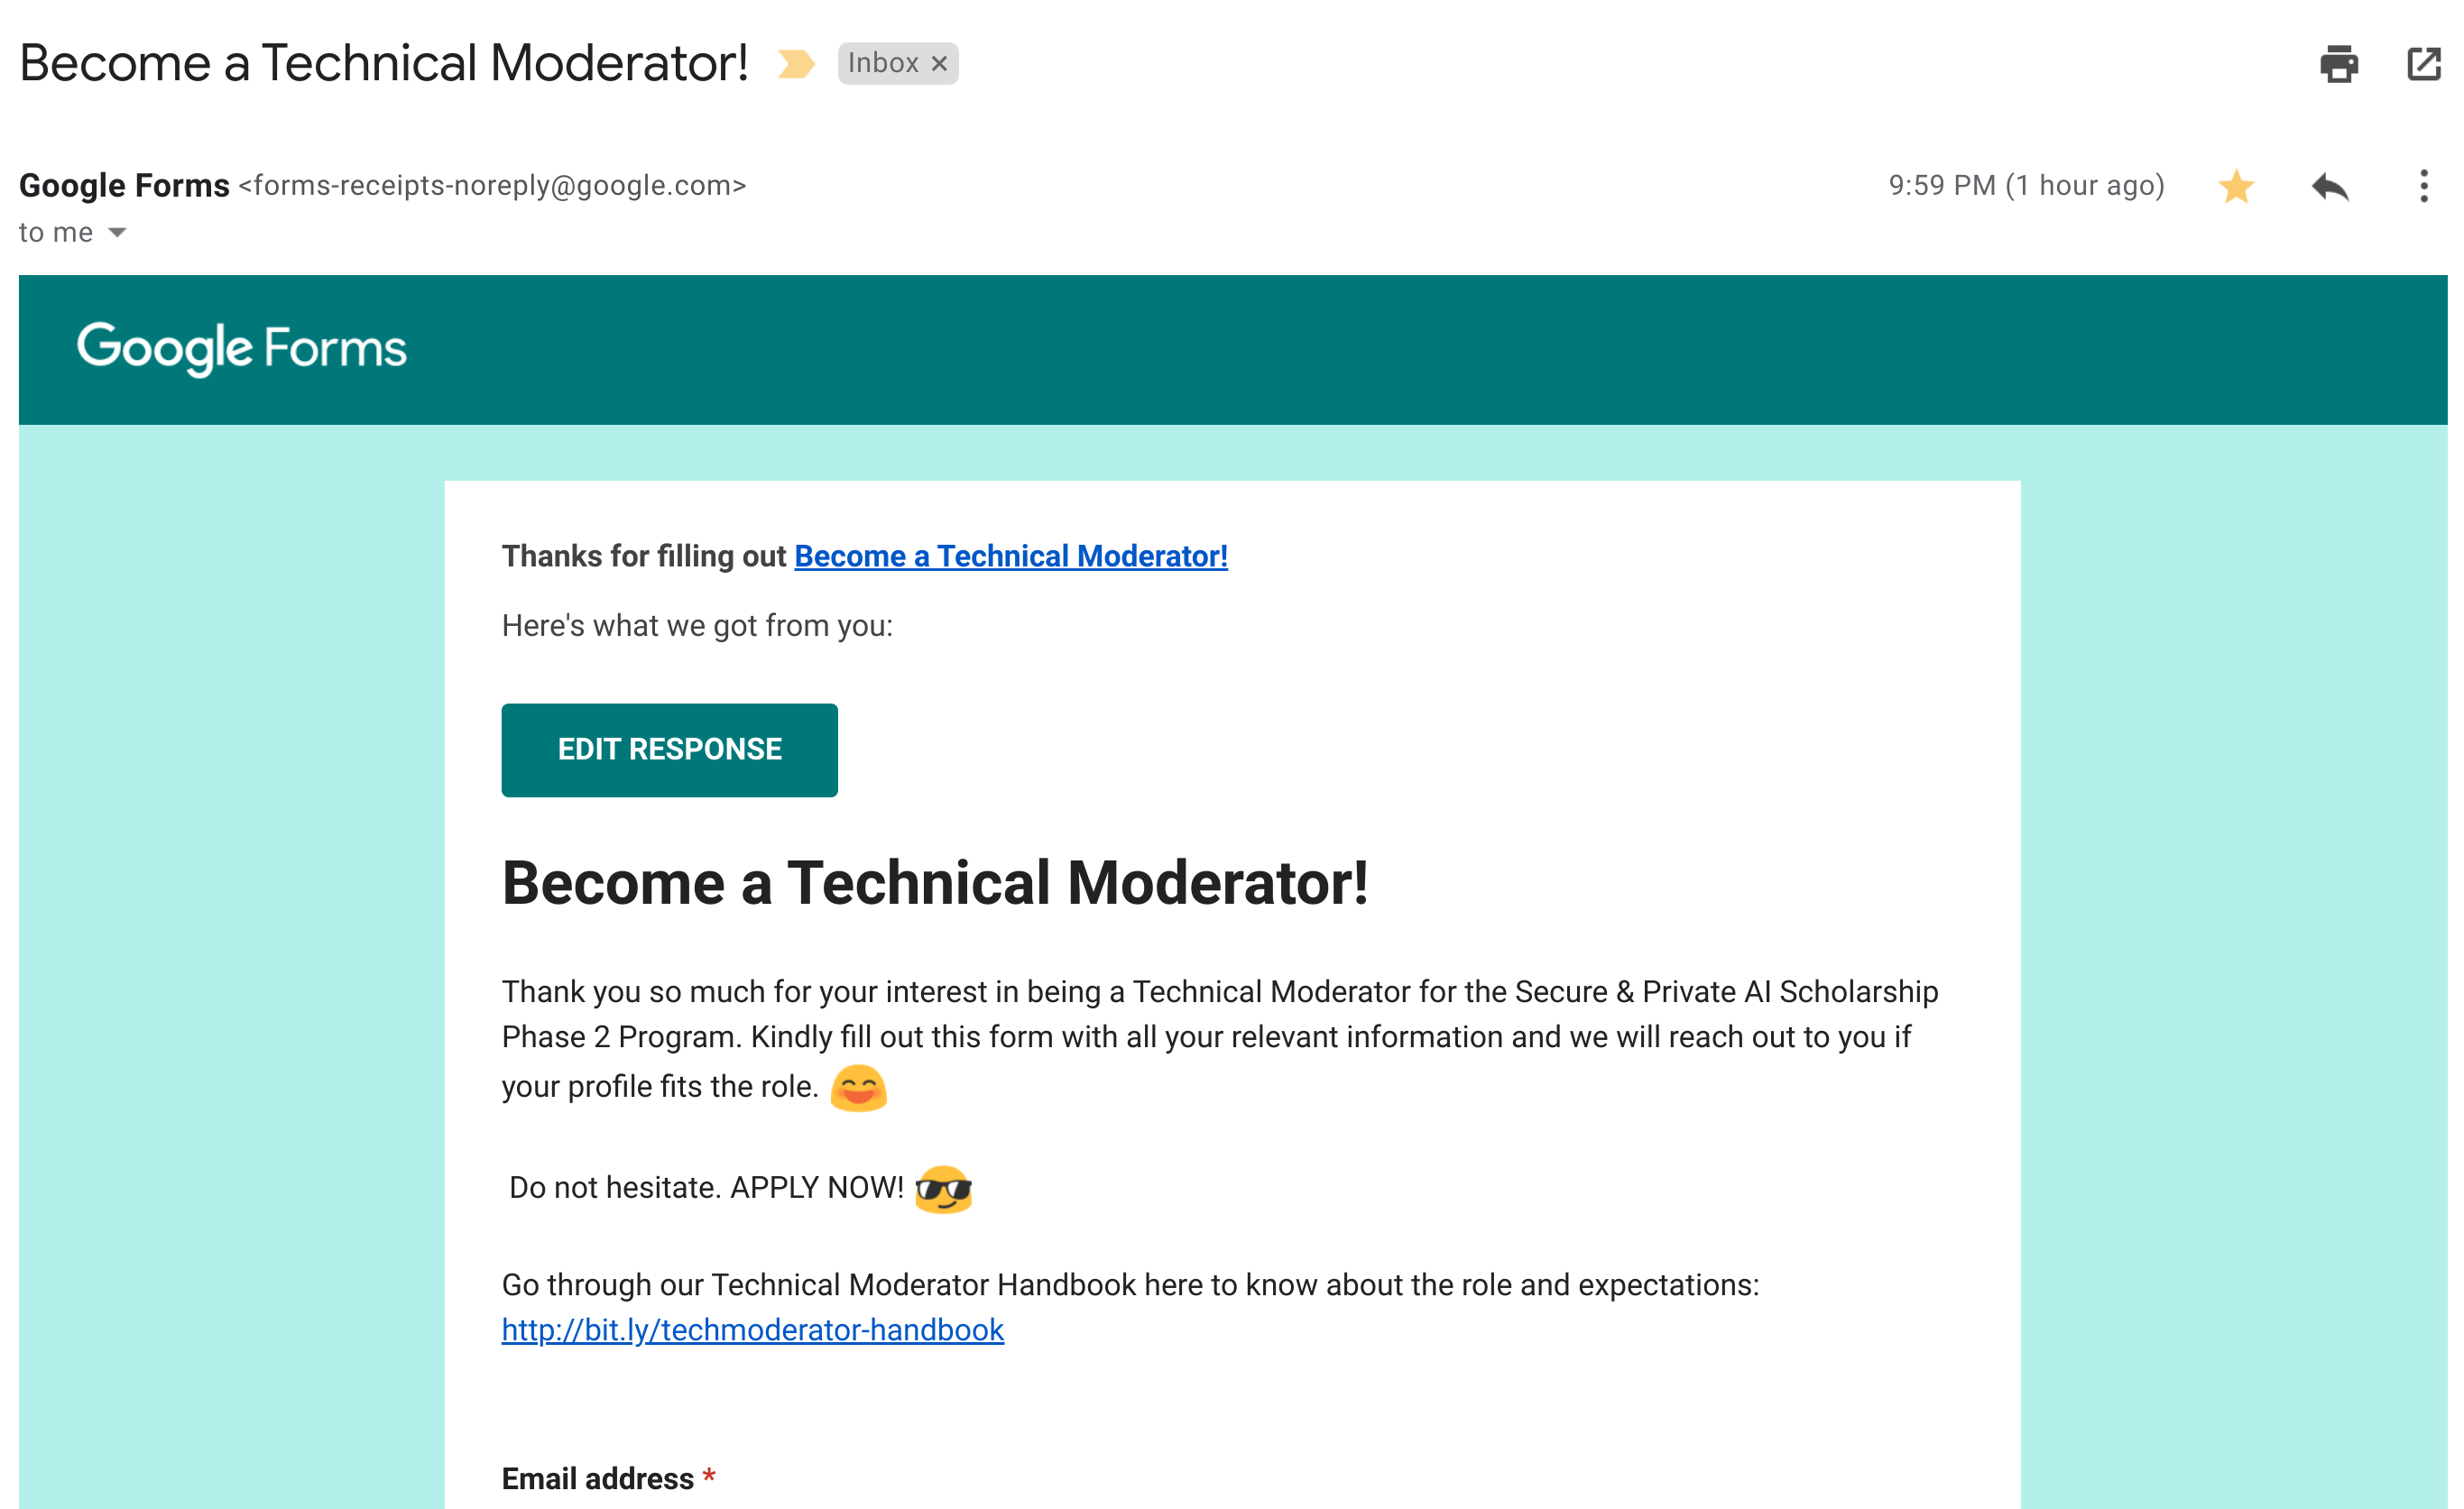 Become a Technical Moderator! Inbox ×
Google Forms <forms-receipts-noreply@google.com> 9:59 PM (1 hour ago)
to me
Google Forms
Thanks for filling out Become a Technical Moderator!
Here's what we got from you:
EDIT RESPONSE
Become a Technical Moderator!
Thank you so much for your interest in being a Technical Moderator for the Secure & Private AI Scholarship
Phase 2 Program. Kindly fill out this form with all your relevant information and we will reach out to you if
your profile fits the role. 😄
Do not hesitate. APPLY NOW! 😎
Go through our Technical Moderator Handbook here to know about the role and expectations:
http://bit.ly/techmoderator-handbook
Email address *